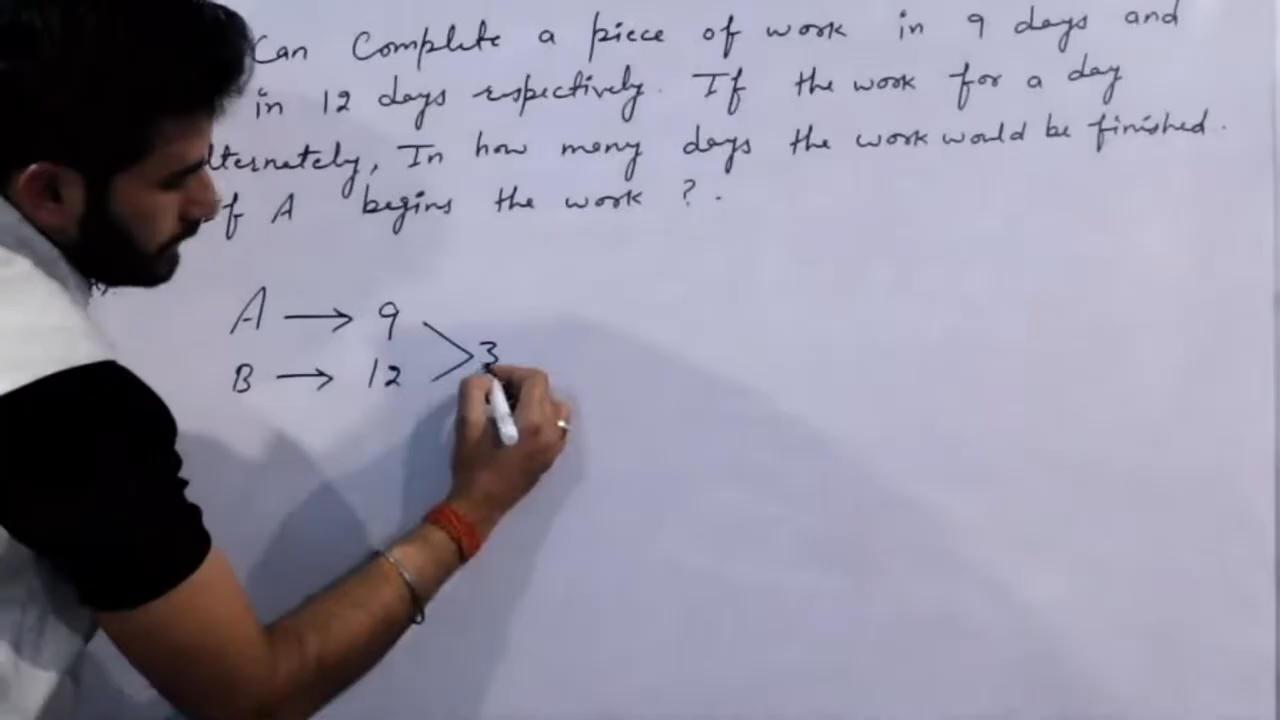 Can Complete a piece of work in 9 days and
in 12 days respectively. If the work for a day
lternately, In how many days the work would be finished.
f A begins the work ?.
A → 9
B → 12
3